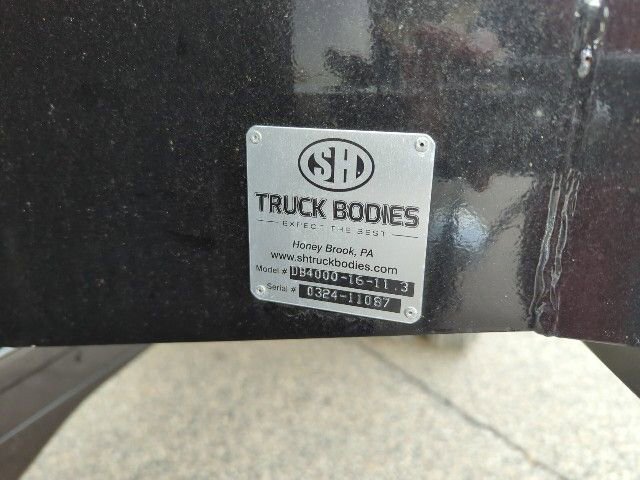 SH
TRUCK BODIES
EXPECT THE BEST
Honey Brook, PA
www.shtruckbodies.com
Model # DB4000-16-11.3
Serial # 0324-11087